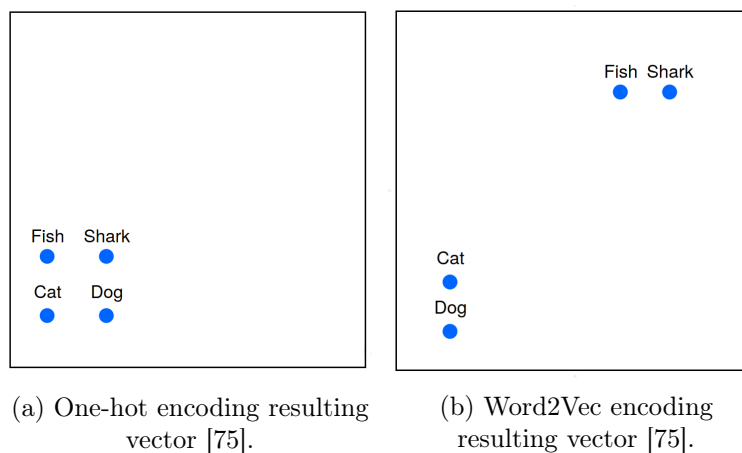 Fish Shark
Cat Dog
(a) One-hot encoding resulting
vector [75].
Fish Shark
Cat
Dog
(b) Word2Vec encoding
resulting vector [75].